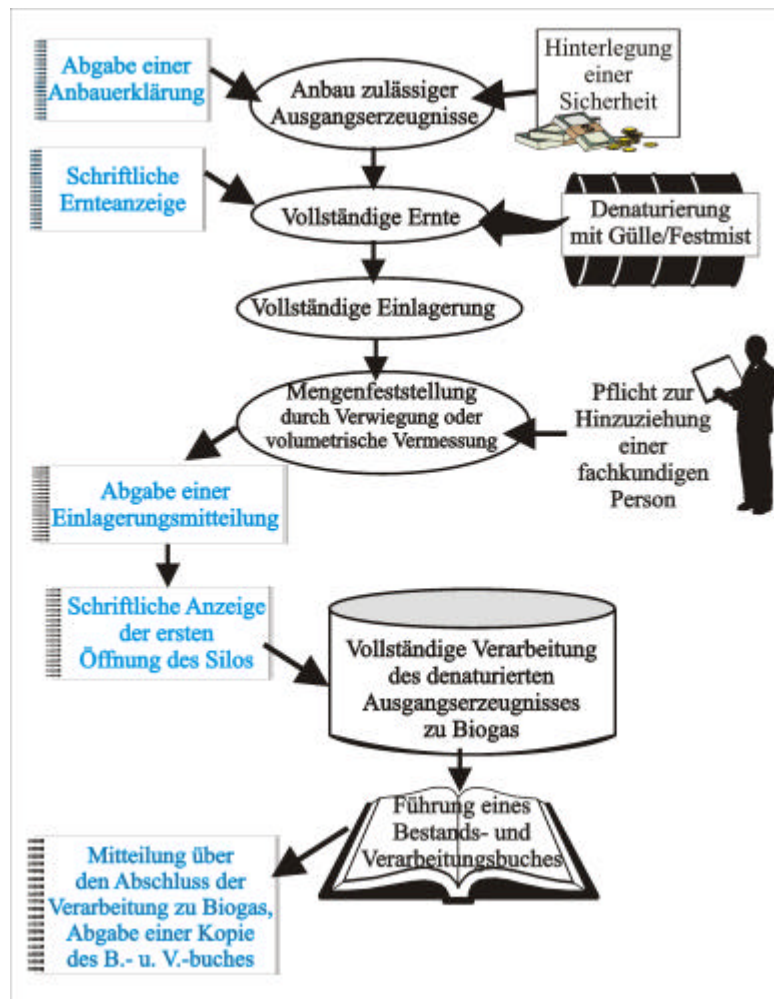 Abgabe einer
Anbauerklärung
Anbau zulässiger
Ausgangserzeugnisse
Hinterlegung
einer
Sicherheit
Schriftliche
Ernteanzeige
Vollständige Ernte
Denaturierung
mit Gülle/Festmist
Vollständige Einlagerung
Mengenfeststellung
durch Verwiegung oder
volumetrische Vermessung
Pflicht zur
Hinzuziehung
einer
fachkundigen
Person
Abgabe einer
Einlagerungsmitteilung
Schriftliche Anzeige
der ersten
Öffnung des Silos
Vollständige Verarbeitung
des denaturierten
Ausgangserzeugnisses
zu Biogas
Führung eines
Bestands- und
Verarbeitungsbuches
Mitteilung über
den Abschluss der
Verarbeitung zu Biogas,
Abgabe einer Kopie
des B.- u. V.-buches